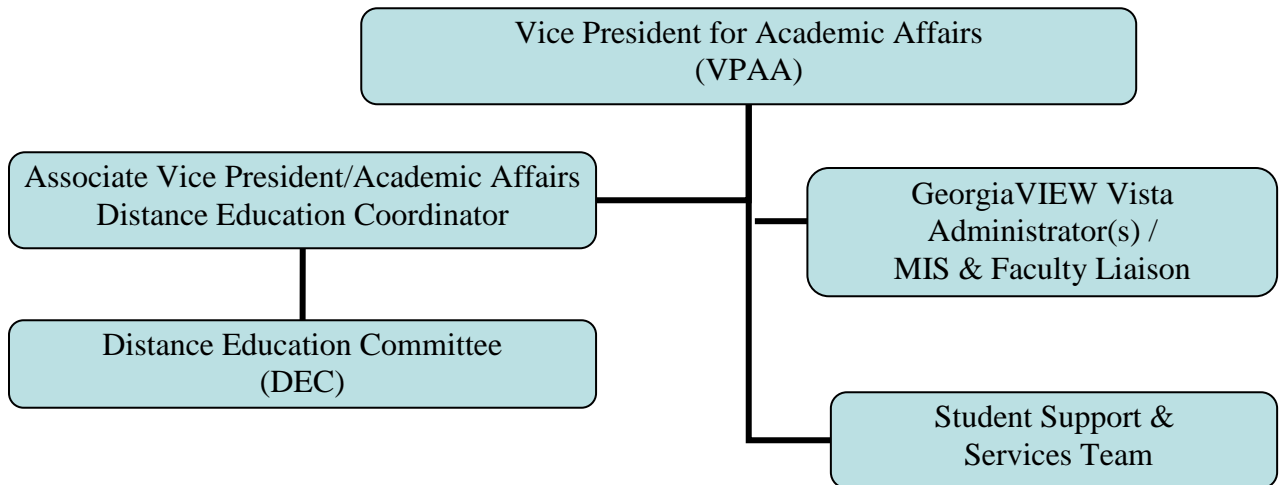 Vice President for Academic Affairs
(VPAA)
Associate Vice President/Academic Affairs
Distance Education Coordinator
GeorgiaVIEW Vista
Administrator(s) /
MIS & Faculty Liaison
Distance Education Committee
(DEC)
Student Support &
Services Team